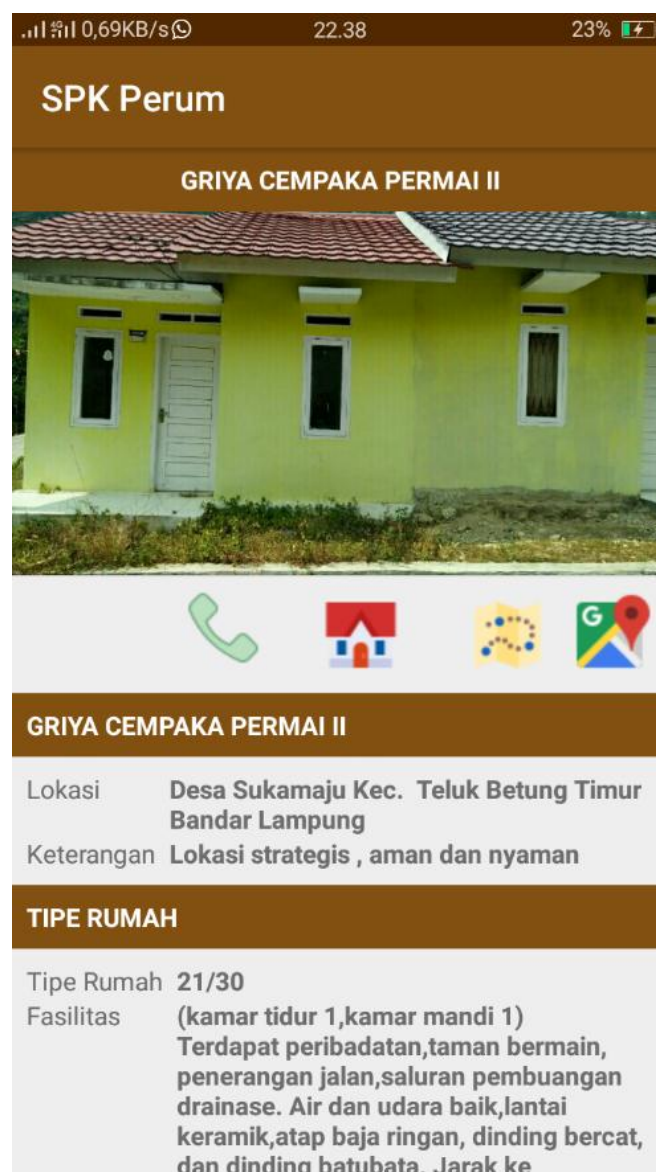 0,69KB/s
22.38
23%
SPK Perum
GRIYA CEMPAKA PERMAI II
G
GRIYA CEMPAKA PERMAI II
Lokasi Desa Sukamaju Kec. Teluk Betung Timur
Bandar Lampung
Keterangan Lokasi strategis , aman dan nyaman
TIPE RUMAH
Tipe Rumah 21/30
Fasilitas (kamar tidur 1,kamar mandi 1)
Terdapat peribadatan,taman bermain,
penerangan jalan,saluran pembuangan
drainase. Air dan udara baik,lantai
keramik,atap baja ringan, dinding bercat,
dan dinding batubata. Jarak ke